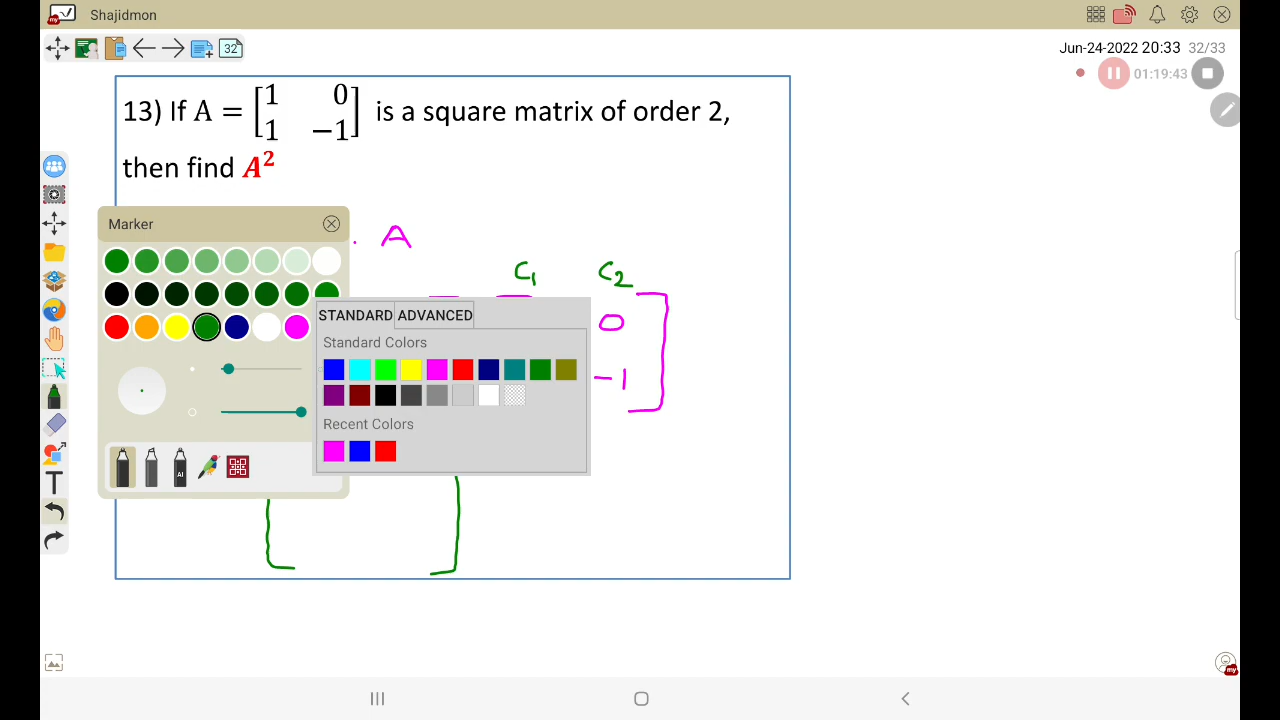 Shajidmon
Jun-24-2022 20:33 32/33
32
01:19:43
13) If A = [1 0
1 −1] is a square matrix of order 2,
then find A²
Marker
. A
C₁ C₂
STANDARD ADVANCED
0
Standard Colors
−1
Recent Colors
AI
T